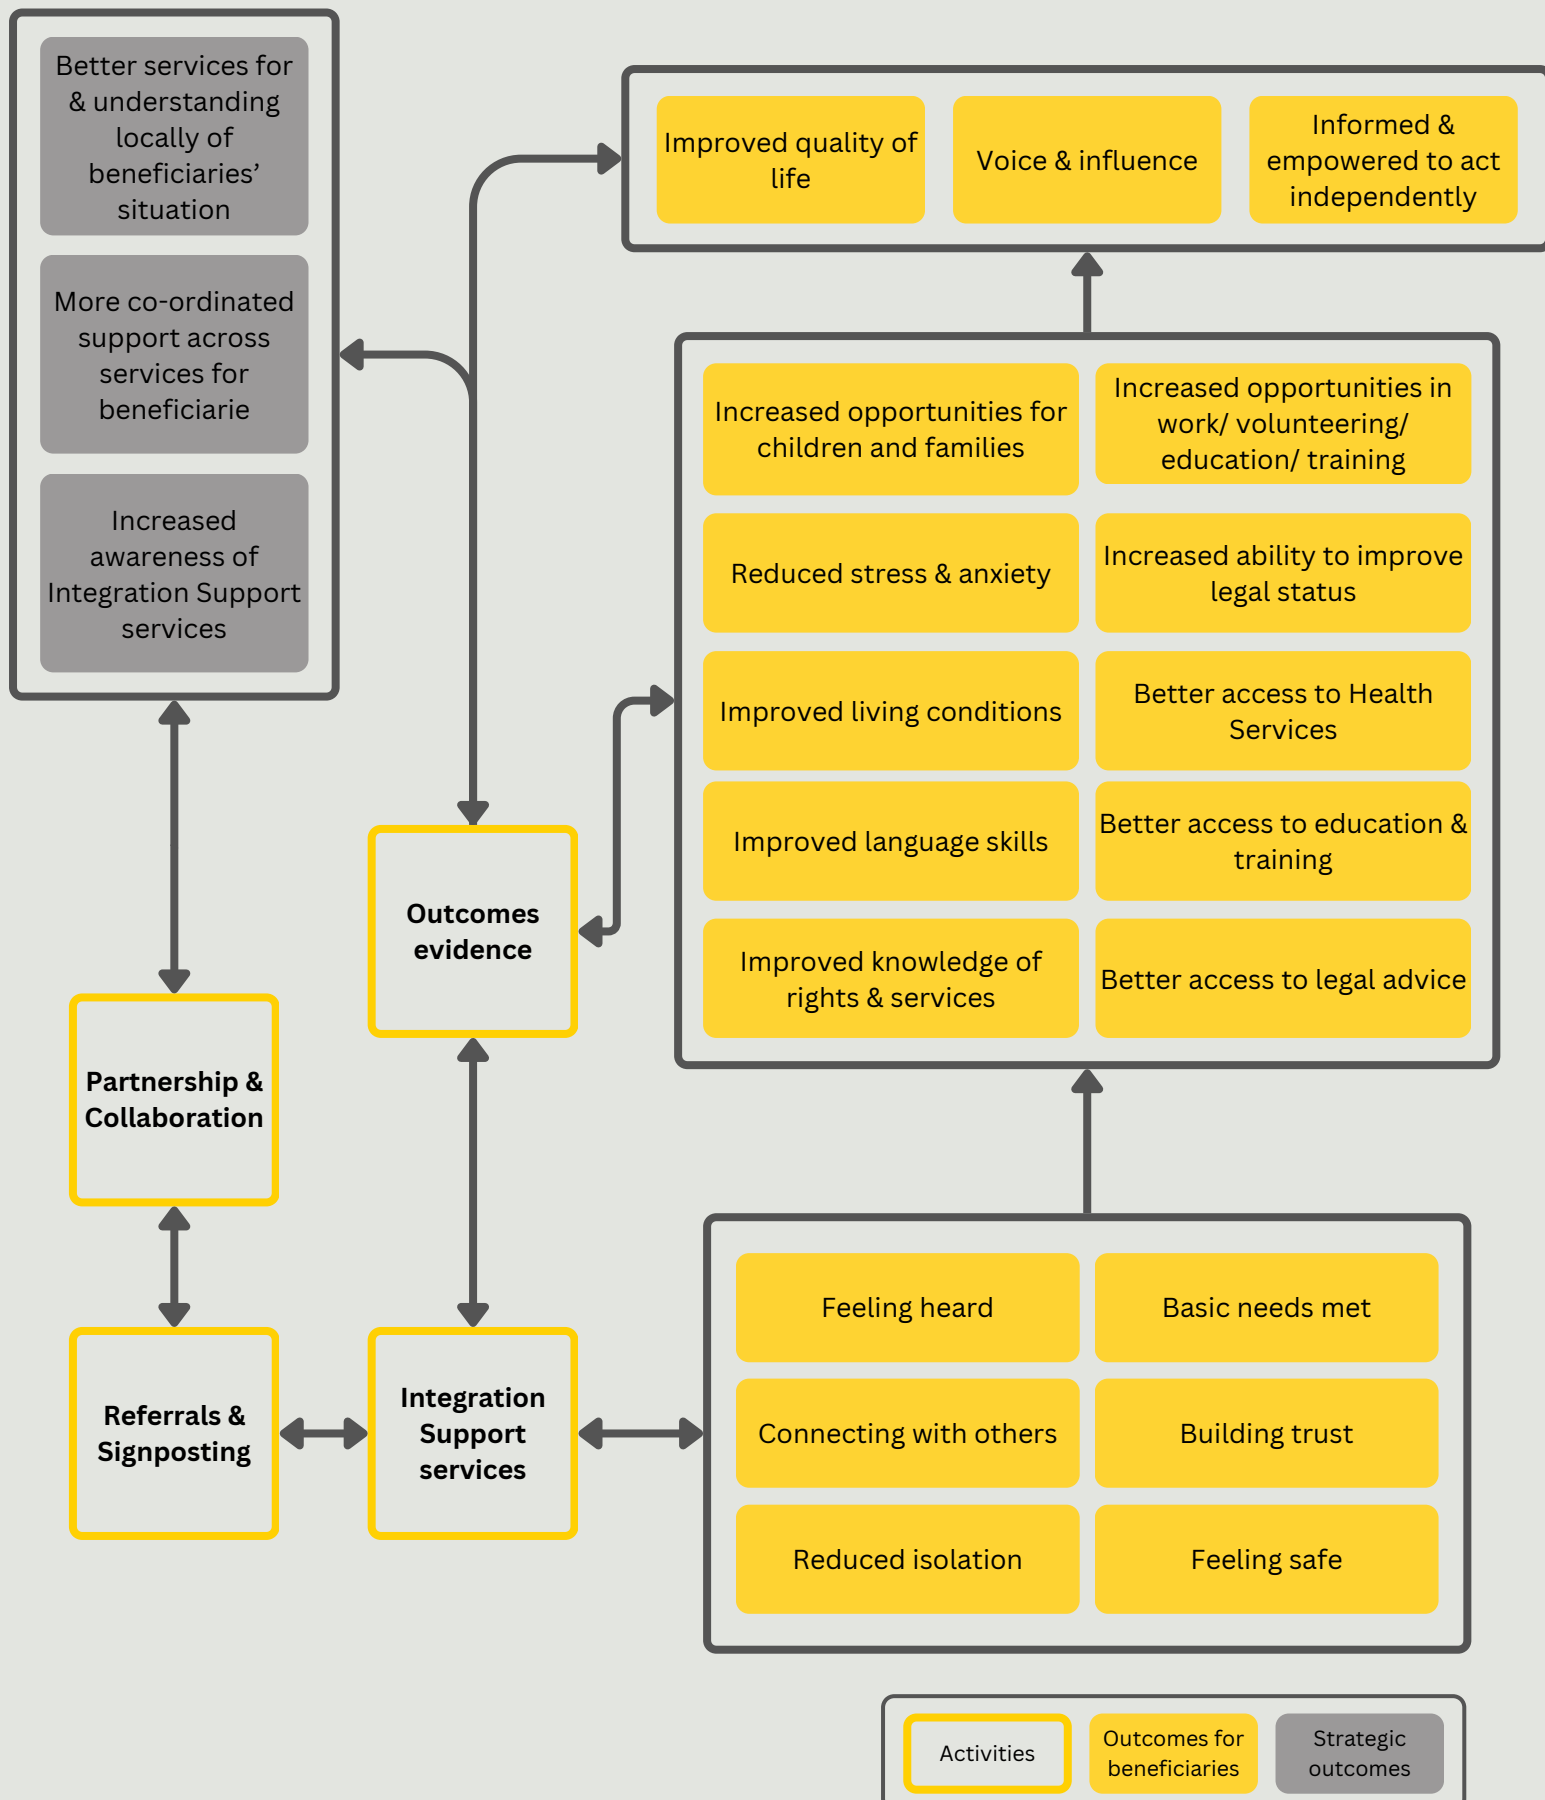 Better services for
& understanding
locally of
beneficiaries’
situation
More co-ordinated
support across
services for
beneficiarie
Increased
awareness of
Integration Support
services
Improved quality of
life
Voice & influence
Informed &
empowered to act
independently
Increased opportunities for
children and families
Increased opportunities in
work/ volunteering/
education/ training
Reduced stress & anxiety
Increased ability to improve
legal status
Improved living conditions
Better access to Health
Services
Improved language skills
Better access to education &
training
Improved knowledge of
rights & services
Better access to legal advice
Outcomes
evidence
Partnership &
Collaboration
Referrals &
Signposting
Integration
Support
services
Feeling heard
Basic needs met
Connecting with others
Building trust
Reduced isolation
Feeling safe
Activities
Outcomes for
beneficiaries
Strategic
outcomes